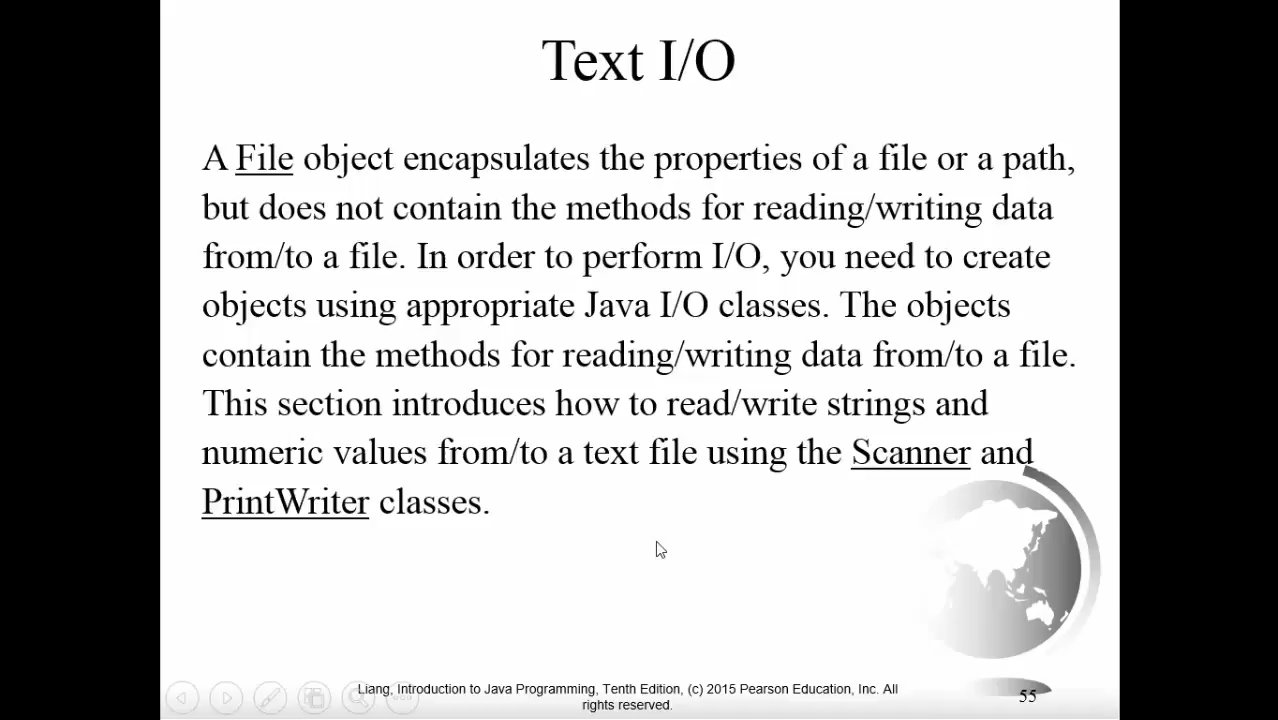 Text I/O
A File object encapsulates the properties of a file or a path,
but does not contain the methods for reading/writing data
from/to a file. In order to perform I/O, you need to create
objects using appropriate Java I/O classes. The objects
contain the methods for reading/writing data from/to a file.
This section introduces how to read/write strings and
numeric values from/to a text file using the Scanner and
PrintWriter classes.
Liang, Introduction to Java Programming, Tenth Edition, (c) 2015 Pearson Education, Inc. All
rights reserved.
55